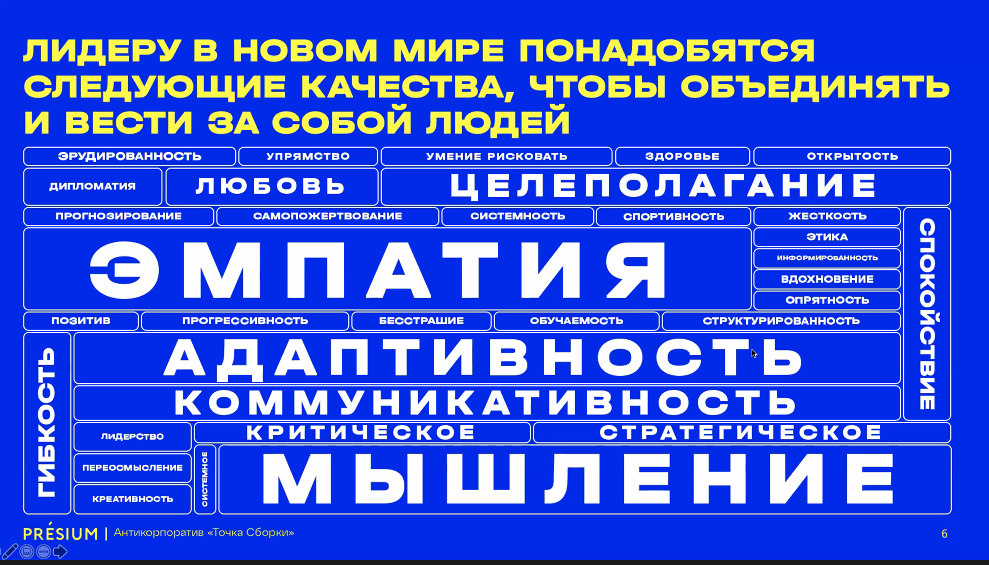 ЛИДЕРУ В НОВОМ МИРЕ ПОНАДОБЯТСЯ
СЛЕДУЮЩИЕ КАЧЕСТВА, ЧТОБЫ ОБЪЕДИНЯТЬ
И ВЕСТИ ЗА СОБОЙ ЛЮДЕЙ
ЭРУДИРОВАННОСТЬ
УПРЯМСТВО
УМЕНИЕ РИСКОВАТЬ
ЗДОРОВЬЕ
ОТКРЫТОСТЬ
ДИПЛОМАТИЯ
ЛЮБОВЬ
ЦЕЛЕПОЛАГАНИЕ
ПРОГНОЗИРОВАНИЕ
САМОПОЖЕРТВОВАНИЕ
СИСТЕМНОСТЬ
СПОРТИВНОСТЬ
ЖЕСТКОСТЬ
СПОКОЙСТВИЕ
ЭМПАТИЯ
ЭТИКА
ИНФОРМИРОВАННОСТЬ
ВДОХНОВЕНИЕ
ОПРЯТНОСТЬ
ПОЗИТИВ
ПРОГРЕССИВНОСТЬ
БЕССТРАШИЕ
ОБУЧАЕМОСТЬ
СТРУКТУРИРОВАННОСТЬ
ГИБКОСТЬ
АДАПТИВНОСТЬ
КОММУНИКАТИВНОСТЬ
ЛИДЕРСТВО
КРИТИЧЕСКОЕ
СТРАТЕГИЧЕСКОЕ
ПЕРЕОСМЫСЛЕНИЕ
КРЕАТИВНОСТЬ
СИСТЕМНОЕ
МЫШЛЕНИЕ
PRÉSIUM | Антикорпоратив «Точка Сборки»
6